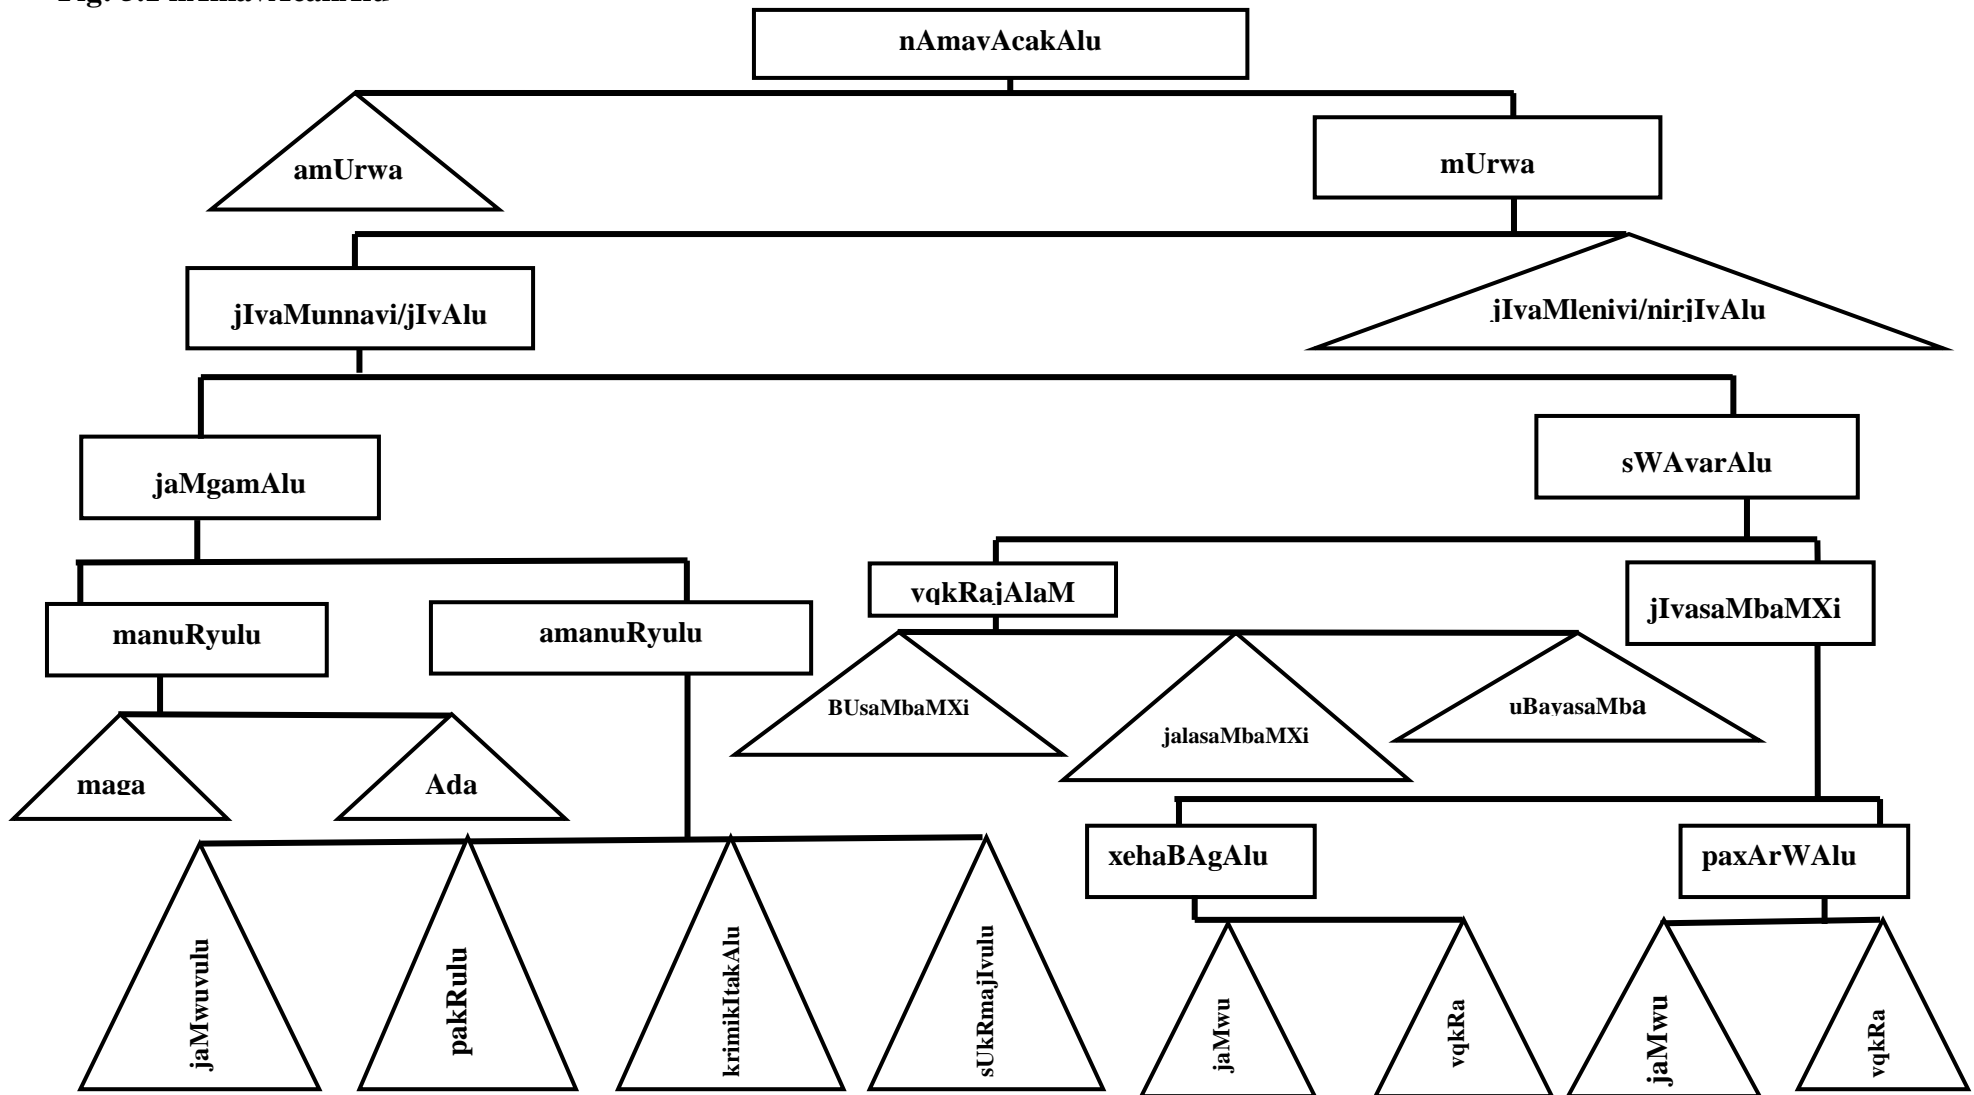 nAmavAcakAlu
amUrwa
mUrwa
jIvaMunnavi/jIvAlu
jIvaMlenivi/nirjIvAlu
jaMgamAlu
sWAvarAlu
manuRyulu
amanuRyulu
vqkRajAlaM
jIvasaMbaMXi
maga
Ada
BUsaMbaMXi
jalasaMbaMXi
uBayasaMba
xehaBAgAlu
paxArWAlu
jaMwuvulu
pakRulu
krimikItakAlu
sUkRmajIvulu
jaMwu
vqkRa
jaMwu
vqkRa